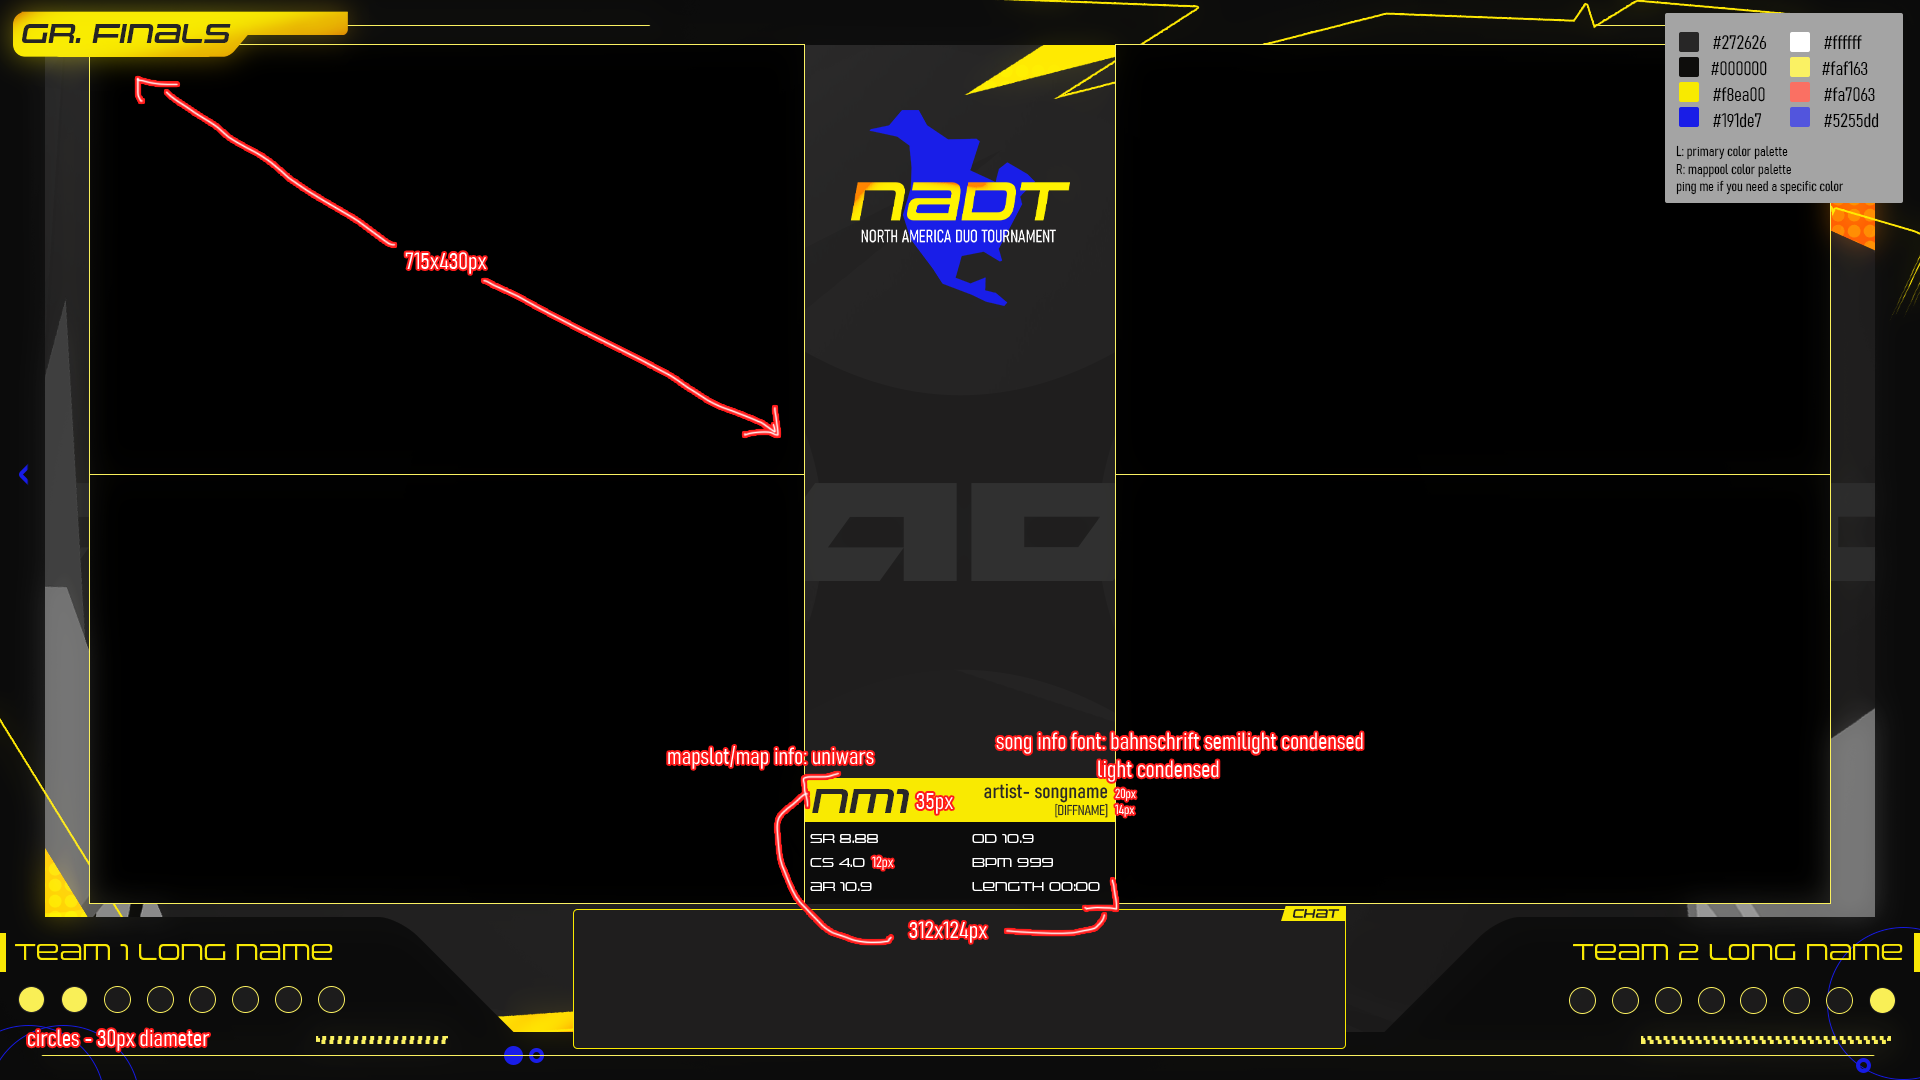 GR. FINALS
#272626 #ffffff
#000000 #faf163
#f8ea00 #fa7063
#191de7 #5255dd
L: primary color palette
R: mappool color palette
ping me if you need a specific color
NADT
NORTH AMERICA DUO TOURNAMENT
715x430px
mapslot/map info: uniwars
song info font: bahnschrift semilight condensed
light condensed
NM1 35px
artist- songname 20px
[DIFFNAME] 14px
SR 8.88 OD 10.9
CS 4.0 12px BPM 999
AR 10.9 LENGTH 00:00
312x124px
CHAT
TEAM 1 LONG NAME
TEAM 2 LONG NAME
circles - 30px diameter